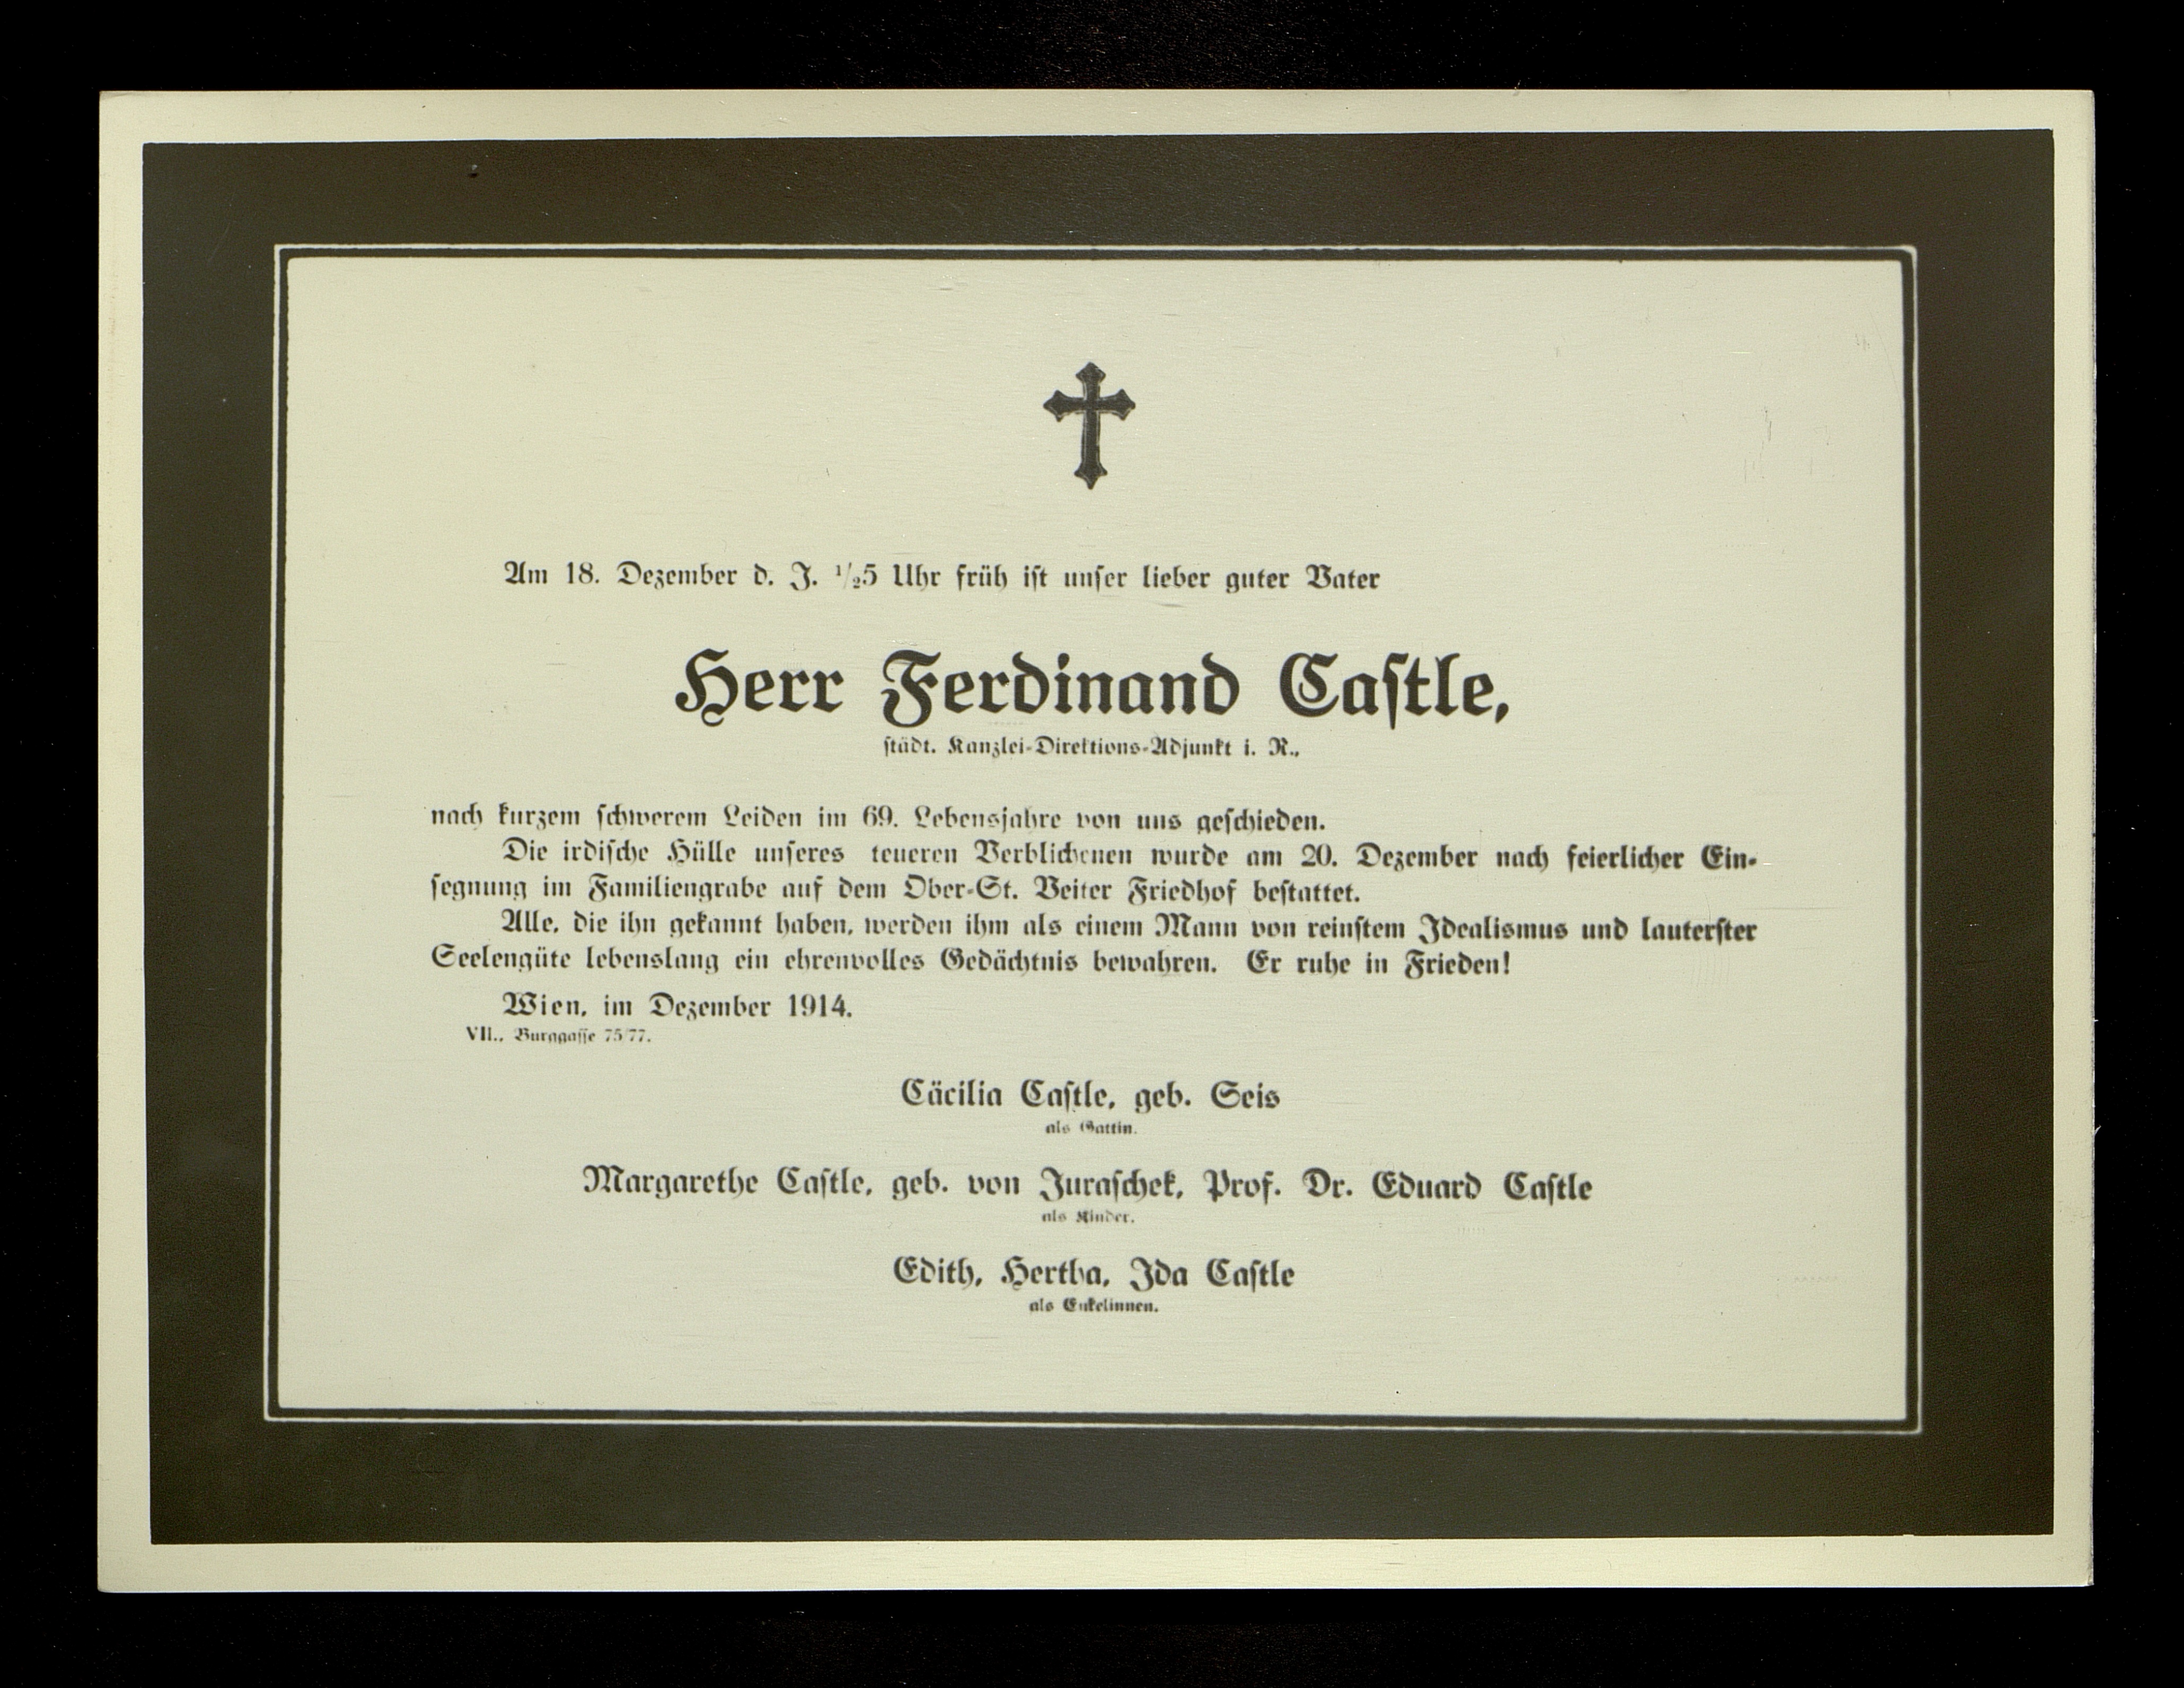 Am 18. Dezember d. J. ½5 Uhr früh ist unser lieber guter Vater
Herr Ferdinand Castle,
städt. Kanzlei-Direktions-Adjunkt i. R.,
nach kurzem schwerem Leiden im 69. Lebensjahre von uns geschieden.
Die irdische Hülle unseres teueren Verblichenen wurde am 20. Dezember nach feierlicher Ein-
segnung im Familiengrabe auf dem Ober-St. Veiter Friedhof bestattet.
Alle, die ihn gekannt haben, werden ihm als einem Mann von reinstem Idealismus und lauterster
Seelengüte lebenslang ein ehrenvolles Gedächtnis bewahren. Er ruhe in Frieden!
Wien, im Dezember 1914.
VII., Burggasse 75/77.
Cäcilia Castle, geb. Seis
als Gattin.
Margarethe Castle, geb. von Juraschek, Prof. Dr. Eduard Castle
als Kinder.
Edith, Hertha, Ida Castle
als Enkelinnen.